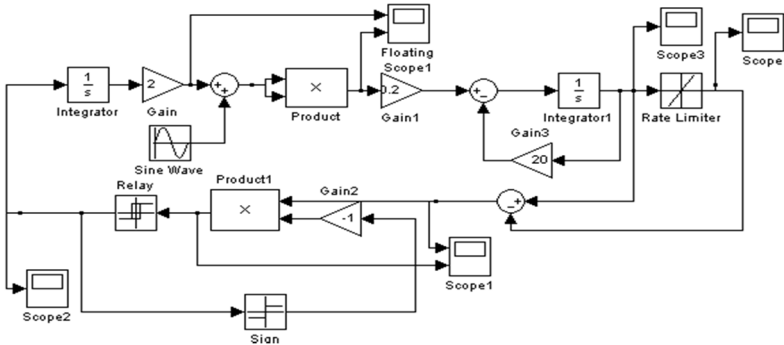 Floating
Scope1
Scope3
Scope
1
s
Integrator
2
Gain
+
+
×
Product
0.2
Gain1
+
−
1
s
Integrator1
Rate Limiter
Gain3
20
Sine Wave
Relay
Product1
×
Gain2
-1
−+
Scope1
Scope2
Sign